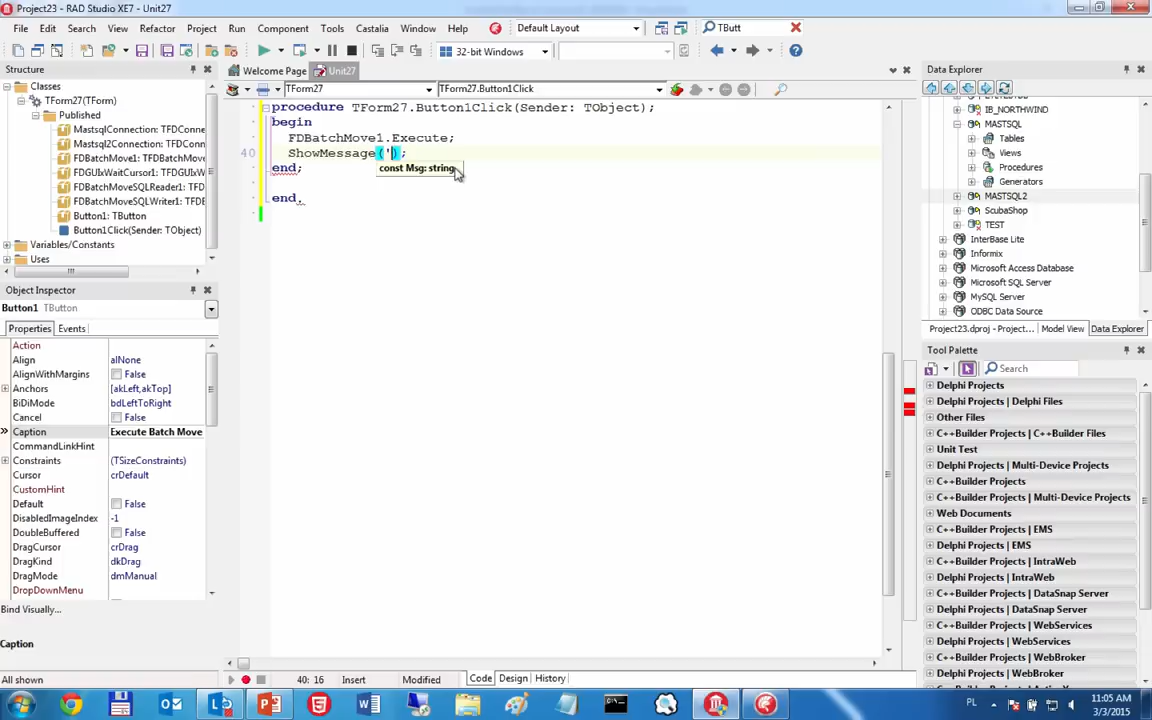 Project23 - RAD Studio XE7 - Unit27
File Edit Search View Refactor Project Run Component Tools Castalia Window Help
Default Layout
TButt
32-bit Windows
Structure
Classes
TForm27(TForm)
Published
MastsqlConnection: TFDConne
Mastsql2Connection: TFDConn
FDBatchMove1: TFDBatchMov
FDGUIxWaitCursor1: TFDGUIxW
FDBatchMoveSQLReader1: TFD
FDBatchMoveSQLWriter1: TFDB
Button1: TButton
Button1Click(Sender: TObject)
Variables/Constants
Uses
Object Inspector
Button1 TButton
Properties Events
Action
Align alNone
AlignWithMargins False
Anchors [akLeft,akTop]
BiDiMode bdLeftToRight
Cancel False
Caption Execute Batch Move
CommandLinkHint
Constraints (TSizeConstraints)
Cursor crDefault
CustomHint
Default False
DisabledImageIndex -1
DoubleBuffered False
DragCursor crDrag
DragKind dkDrag
DragMode dmManual
DropDownMenu
Bind Visually...
Caption
All shown
Welcome Page Unit27
TForm27 TForm27.Button1Click
procedure TForm27.Button1Click(Sender: TObject);
begin
FDBatchMove1.Execute;
40 ShowMessage(');
end;
const Msg: string
end.
40: 16 Insert Modified Code Design History
Data Explorer
IB_NORTHWIND
MASTSQL
Tables
Views
Procedures
Generators
MASTSQL2
ScubaShop
TEST
InterBase Lite
Informix
Microsoft Access Database
Microsoft SQL Server
MySQL Server
ODBC Data Source
Project23.dproj - Project... Model View Data Explorer
Tool Palette
Search
Delphi Projects
Delphi Projects | Delphi Files
Other Files
C++Builder Projects | C++Builder Files
Unit Test
Delphi Projects | Multi-Device Projects
C++Builder Projects
C++Builder Projects | Multi-Device Projects
Web Documents
C++Builder Projects | EMS
Delphi Projects | EMS
C++Builder Projects | IntraWeb
Delphi Projects | IntraWeb
C++Builder Projects | DataSnap Server
Delphi Projects | DataSnap Server
C++Builder Projects | WebServices
Delphi Projects | WebServices
C++Builder Projects | WebBroker
Delphi Projects | WebBroker
PL
11:05 AM
3/3/2015